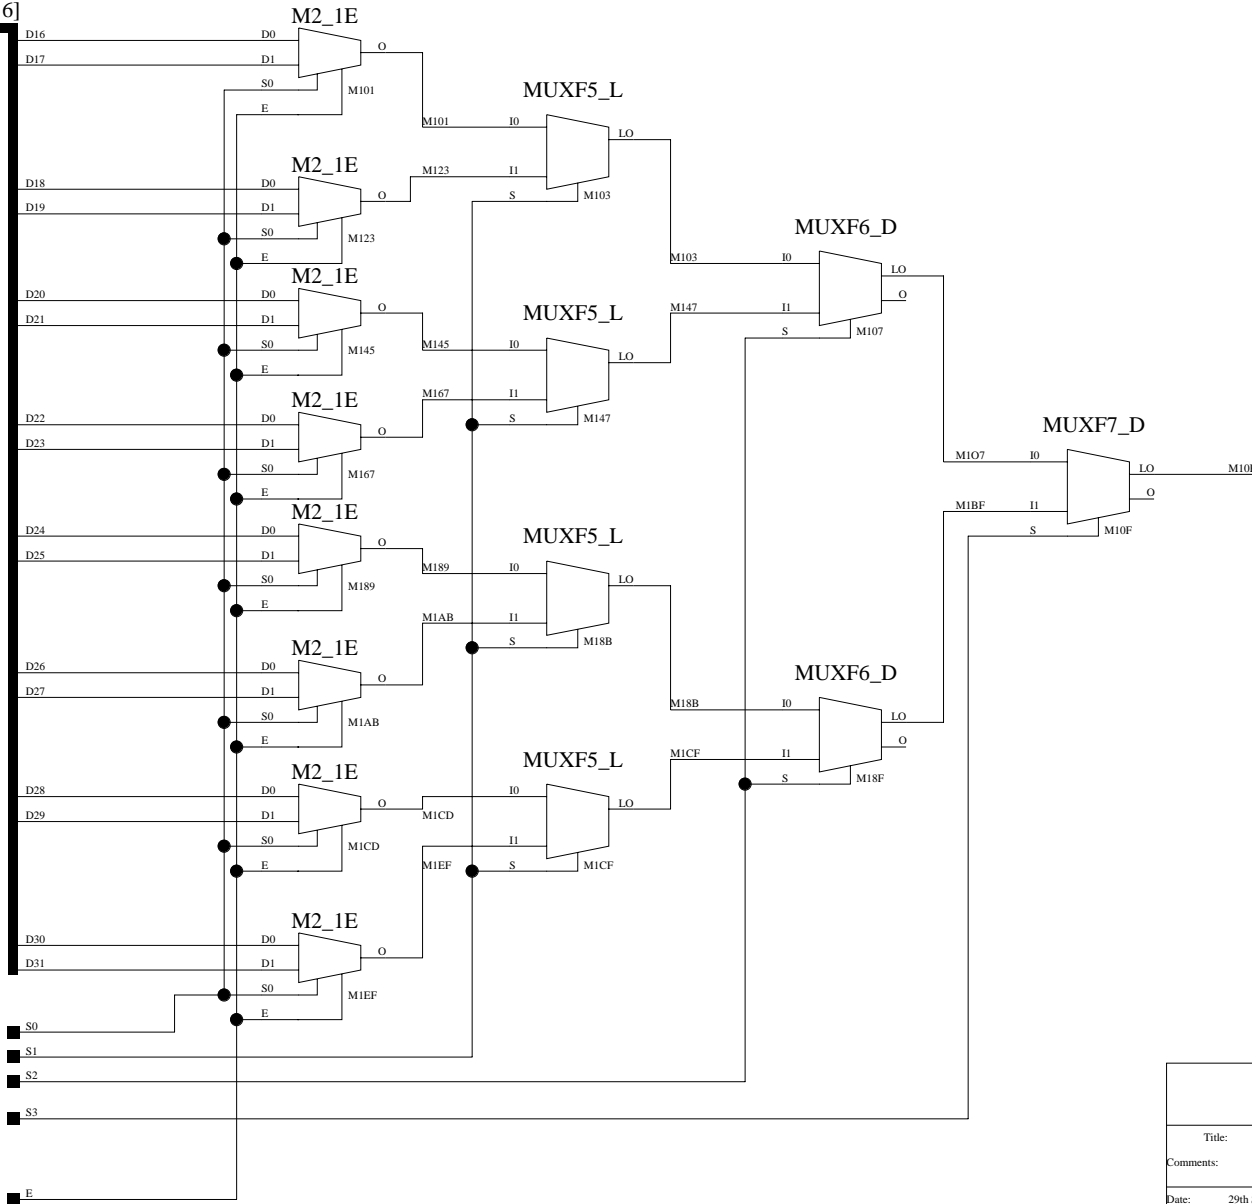 6]
M2_1E
D16 D0 O
D17 D1
S0 M101
E
MUXF5_L
M101 I0 LO
M2_1E
M123 I1
D18 D0 O
S M103
D19 D1
S0 M123
E
MUXF6_D
M103 I0 LO
O
M2_1E
D20 D0 O
M147 I1
D21 D1
S M107
MUXF5_L
S0 M145
M145 I0 LO
E
M2_1E
M167 I1
D22 D0 O
S M147
D23 D1
S0 M167
E
MUXF7_D
M1O7 I0 LO M10
O
M2_1E
M1BF I1
D24 D0 O
S M10F
D25 D1
MUXF5_L
S0 M189
M189 I0 LO
E
M1AB I1
S M18B
M2_1E
D26 D0 O
D27 D1
S0 M1AB
E
MUXF6_D
M18B I0 LO
O
M1CF I1
S M18F
M2_1E
MUXF5_L
D28 D0 O
I0 LO
D29 D1
M1CD
S0 M1CD
I1
E
M1EF
S M1CF
M2_1E
D30 D0 O
D31 D1
S0 M1EF
E
S0
S1
S2
S3
E
Title:
Comments:
Date: 29th